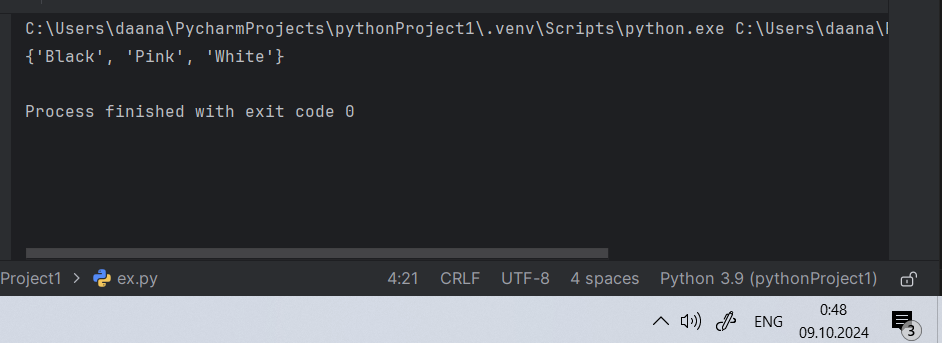 C:\Users\daana\PycharmProjects\pythonProject1\.venv\Scripts\python.exe C:\Users\daana\
{'Black', 'Pink', 'White'}
Process finished with exit code 0
Project1 > ex.py 4:21 CRLF UTF-8 4 spaces Python 3.9 (pythonProject1)
ENG 0:48
09.10.2024 3